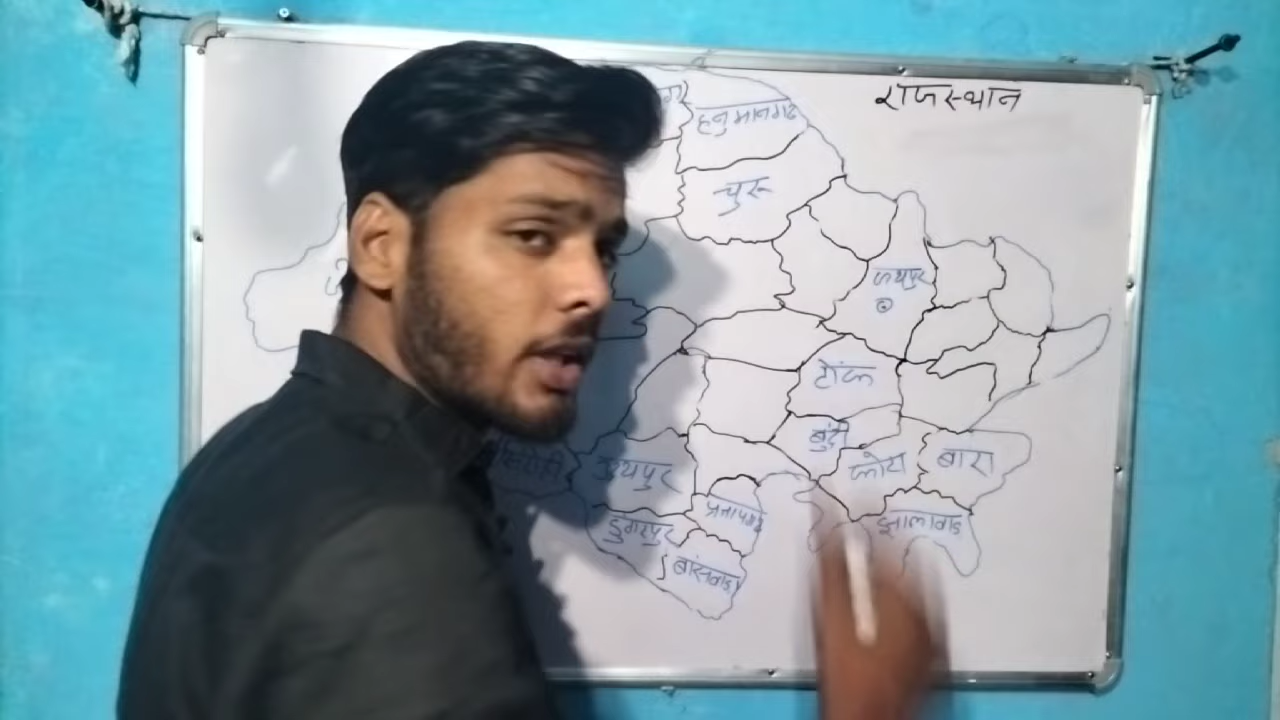 राजस्थान
हनुमानगढ
चुरू
जयपुर
टोंक
बुंदी
कोटा
बारा
उदयपुर
प्रतापगढ
झालावाड
डुगरपुर
बांसवाडा